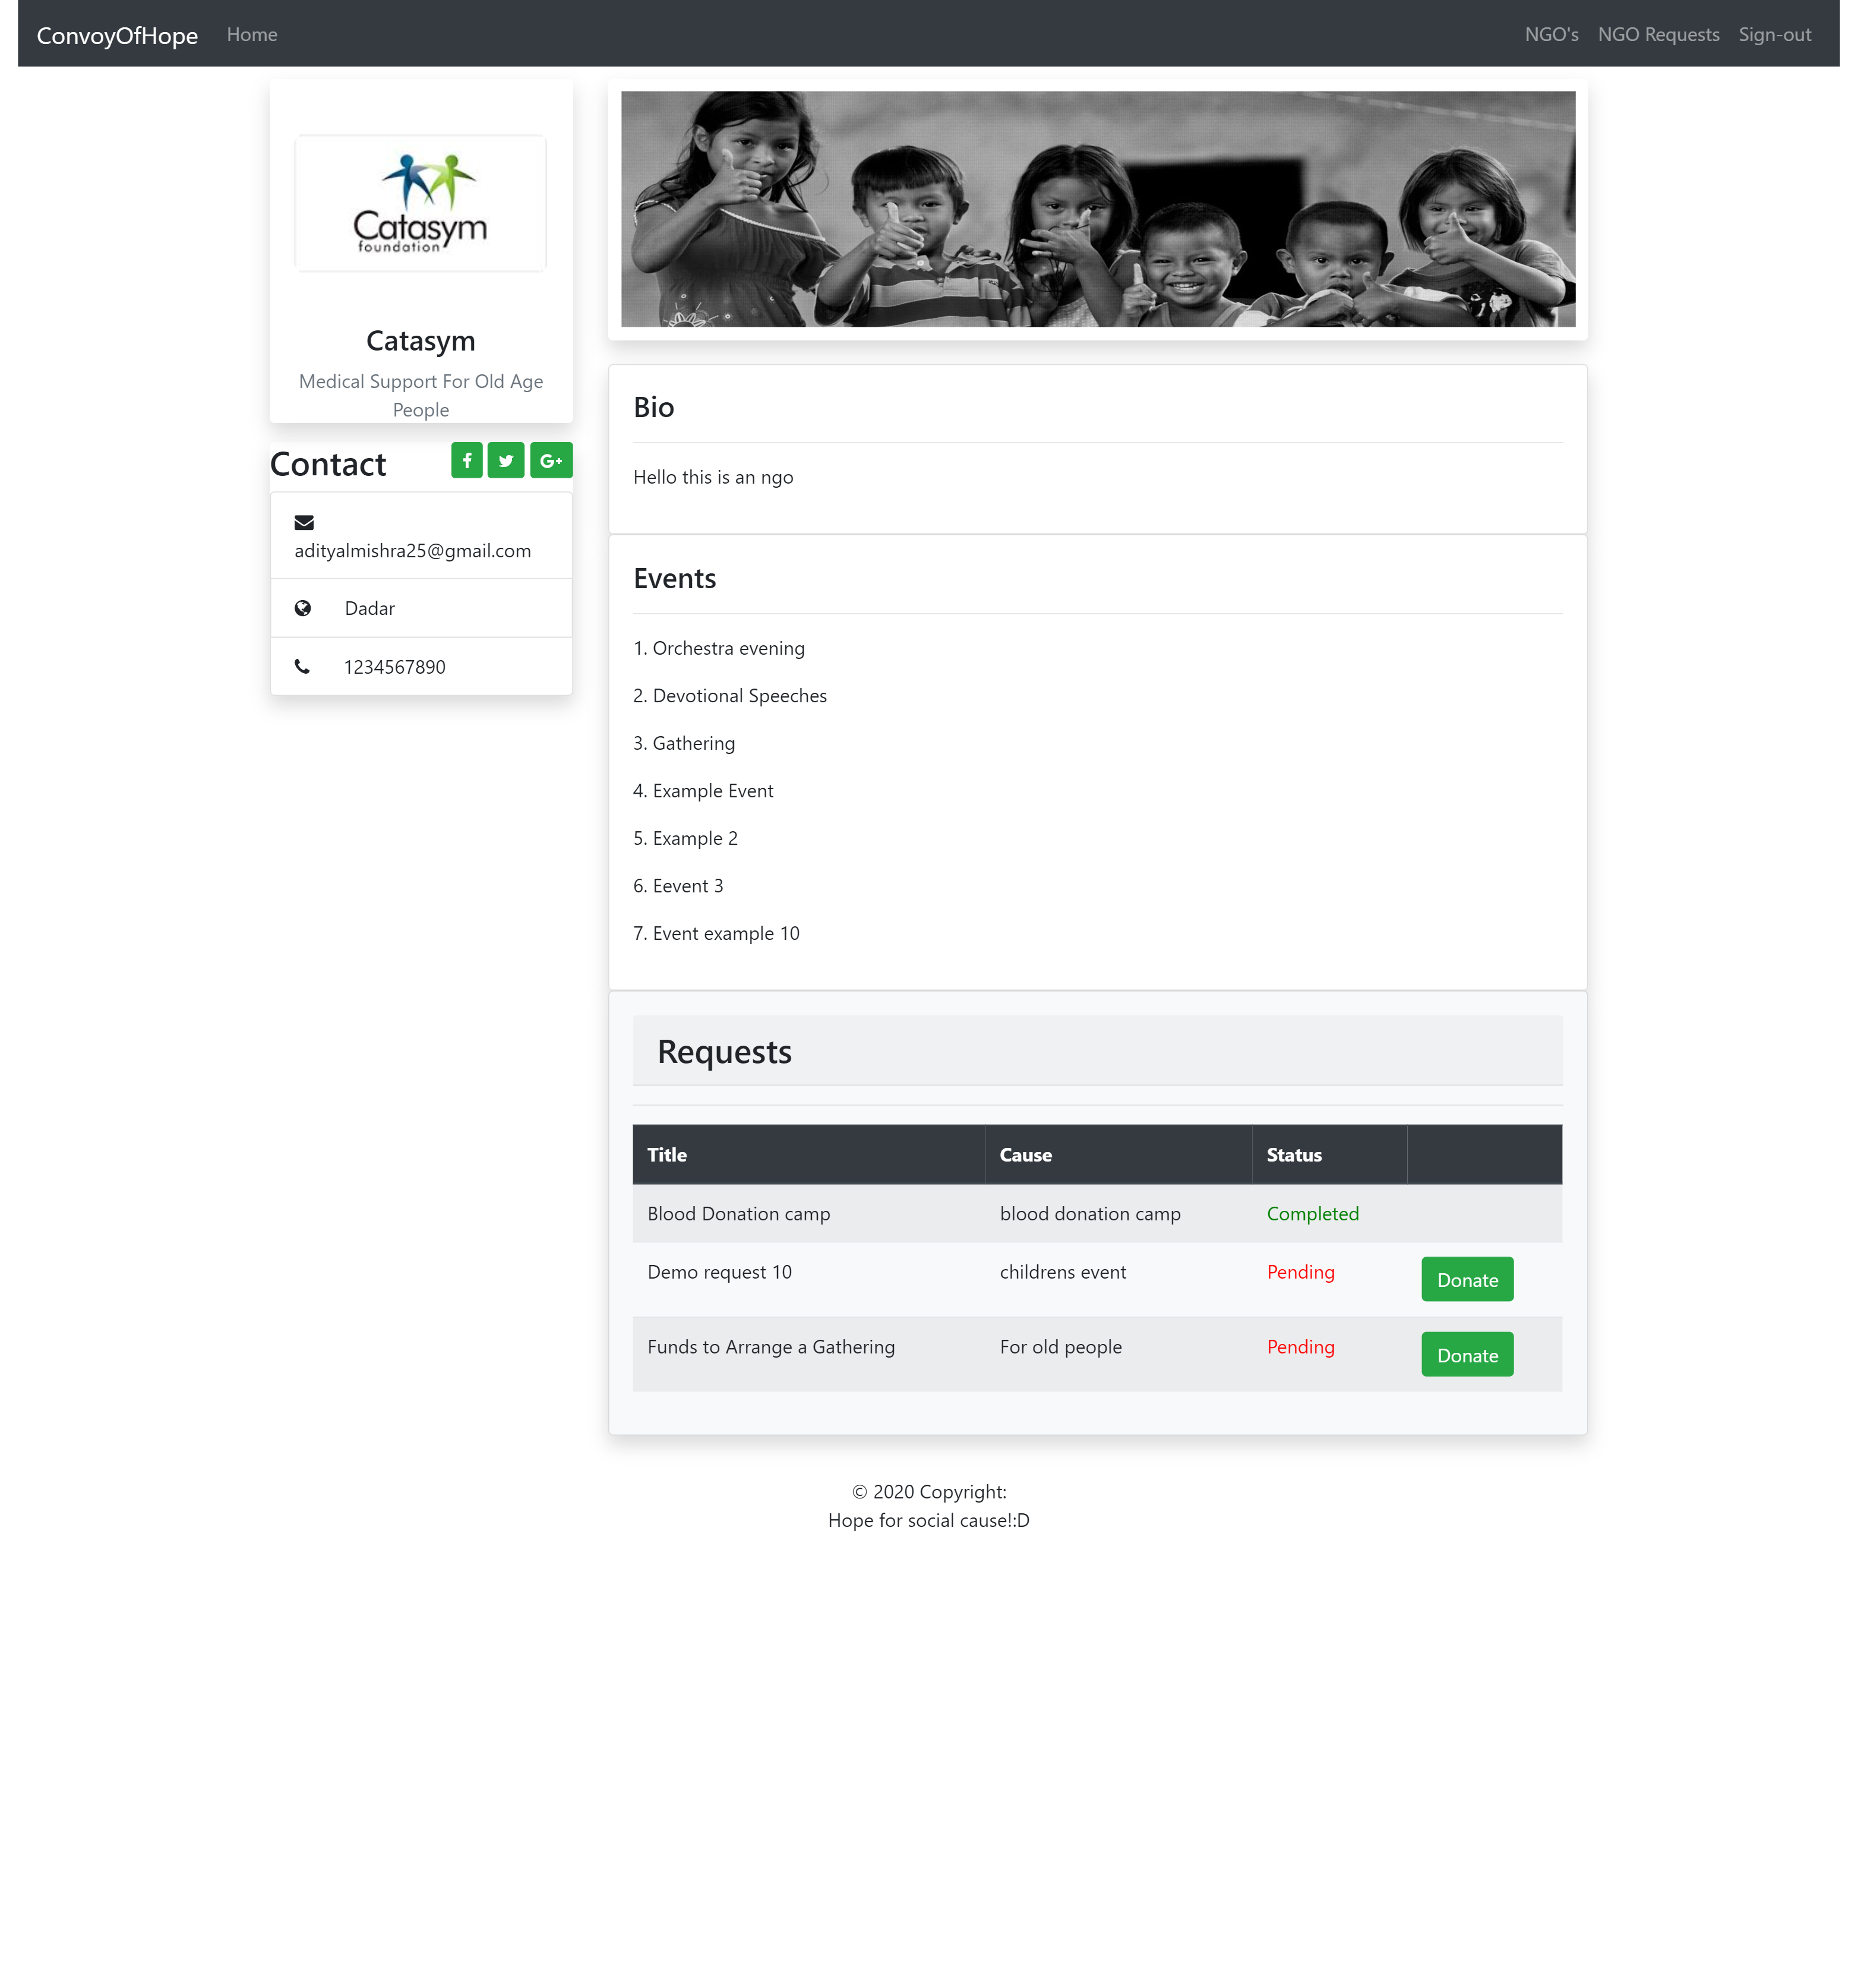 ConvoyOfHope Home NGO's NGO Requests Sign-out
Catasym
foundation
Catasym
Medical Support For Old Age
People
Contact
adityalmishra25@gmail.com
Dadar
1234567890
Bio
Hello this is an ngo
Events
1. Orchestra evening
2. Devotional Speeches
3. Gathering
4. Example Event
5. Example 2
6. Eevent 3
7. Event example 10
Requests
Title Cause Status
Blood Donation camp blood donation camp Completed
Demo request 10 childrens event Pending Donate
Funds to Arrange a Gathering For old people Pending Donate
© 2020 Copyright:
Hope for social cause!:D